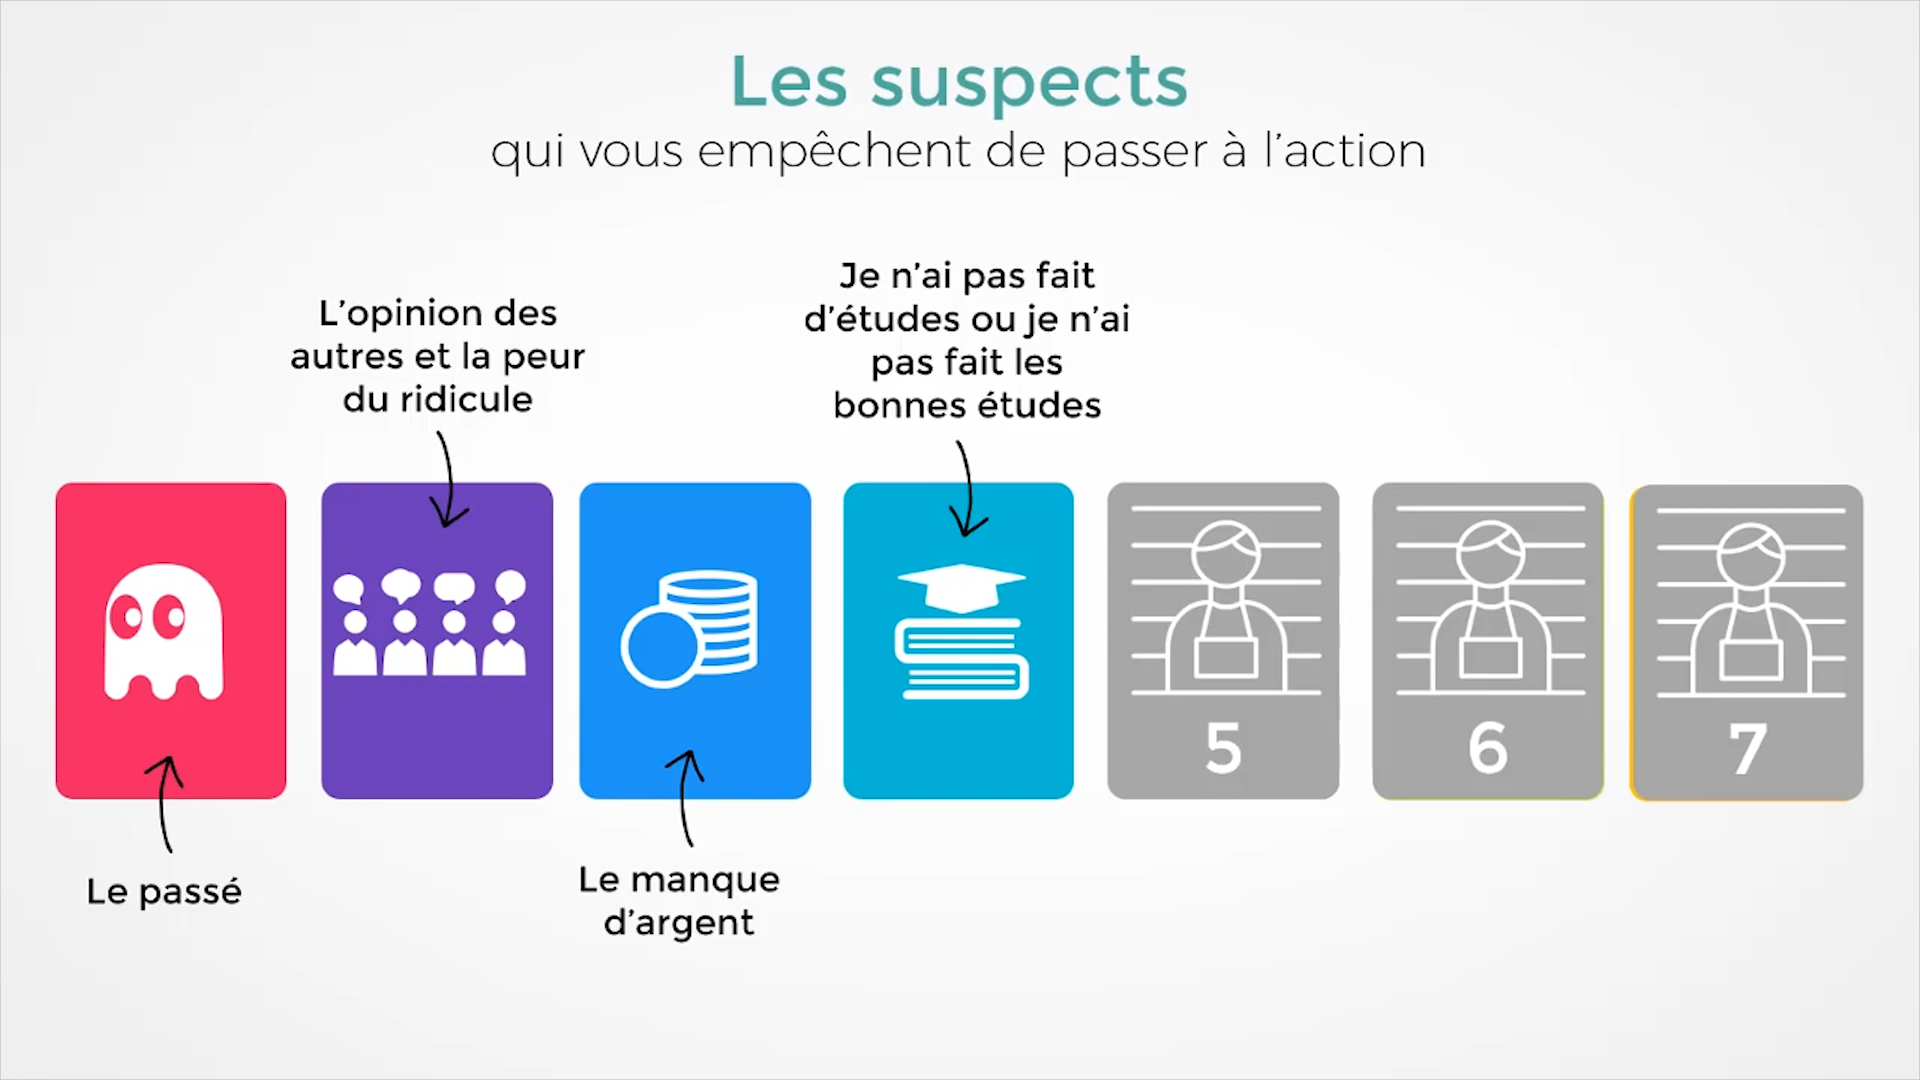 Les suspects
qui vous empêchent de passer à l’action
L’opinion des
autres et la peur
du ridicule
Je n’ai pas fait
d’études ou je n’ai
pas fait les
bonnes études
5
6
7
Le passé
Le manque
d’argent